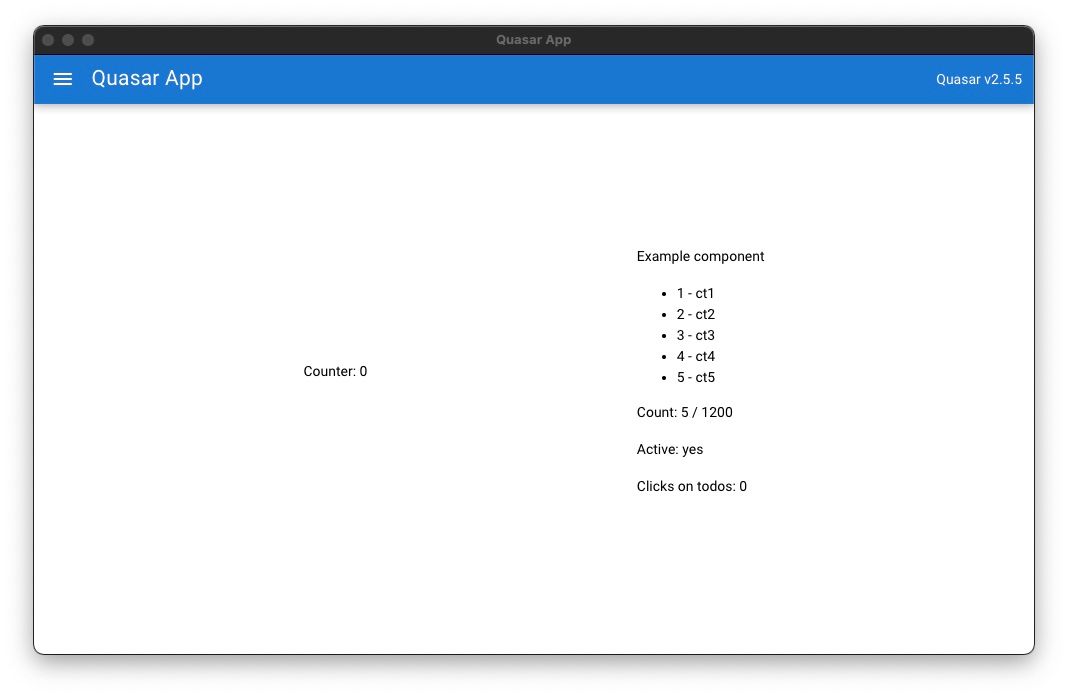 Quasar App
Quasar App
Quasar v2.5.5
Counter: 0
Example component
1 - ct1
2 - ct2
3 - ct3
4 - ct4
5 - ct5
Count: 5 / 1200
Active: yes
Clicks on todos: 0